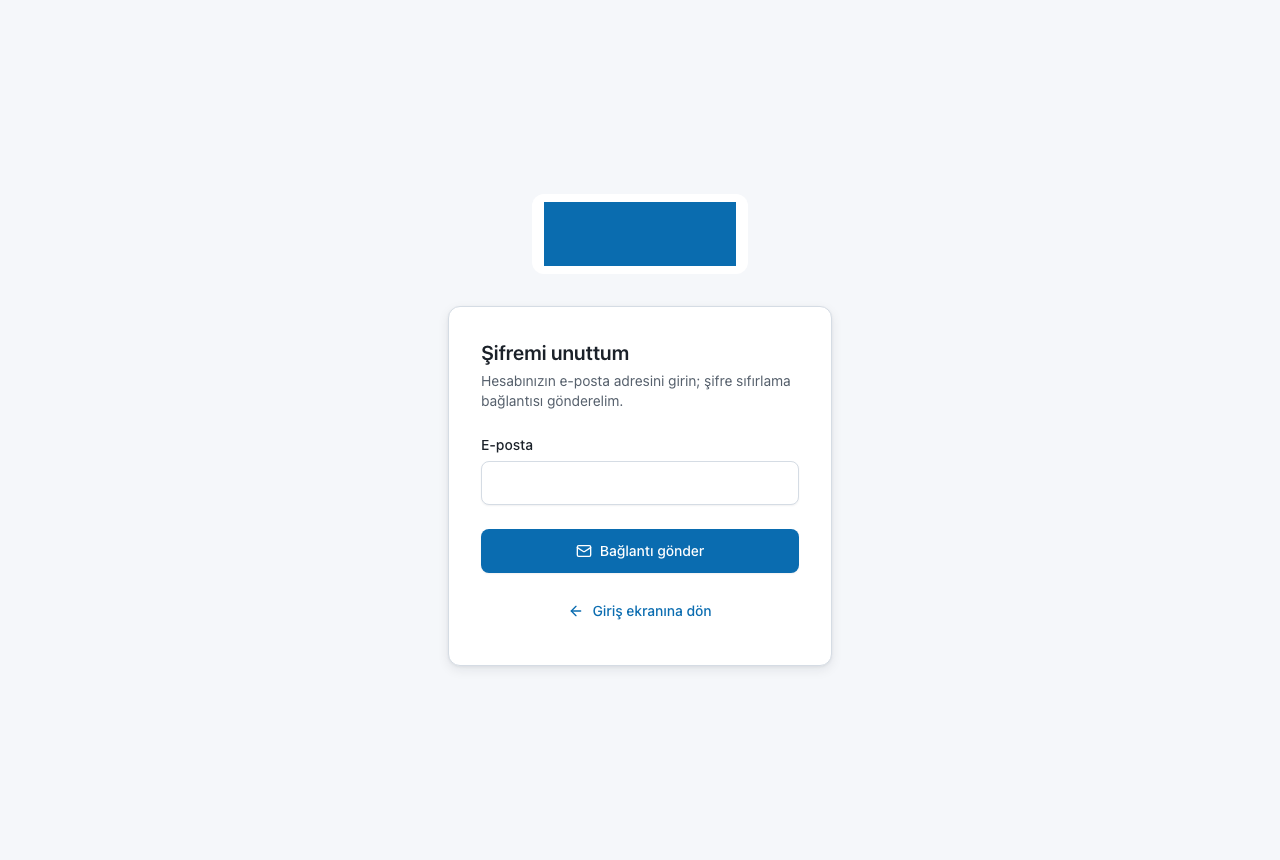 Şifremi unuttum
Hesabınızın e-posta adresini girin; şifre sıfırlama
bağlantısı gönderelim.
E-posta
Bağlantı gönder
Giriş ekranına dön